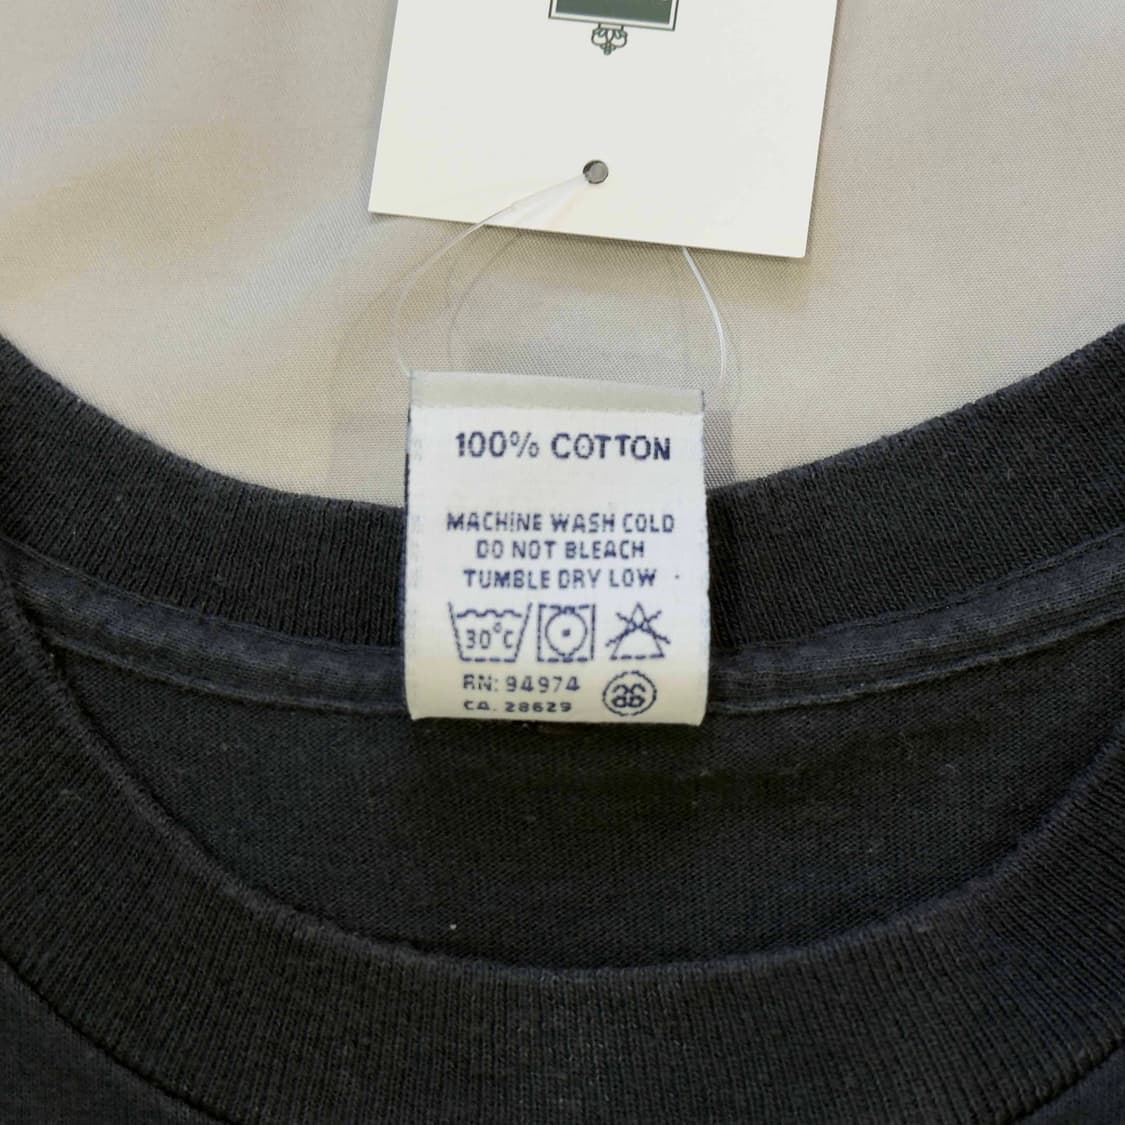 100% COTTON
MACHINE WASH COLD
DO NOT BLEACH
TUMBLE DRY LOW
30°C
RN: 94974
CA. 28629